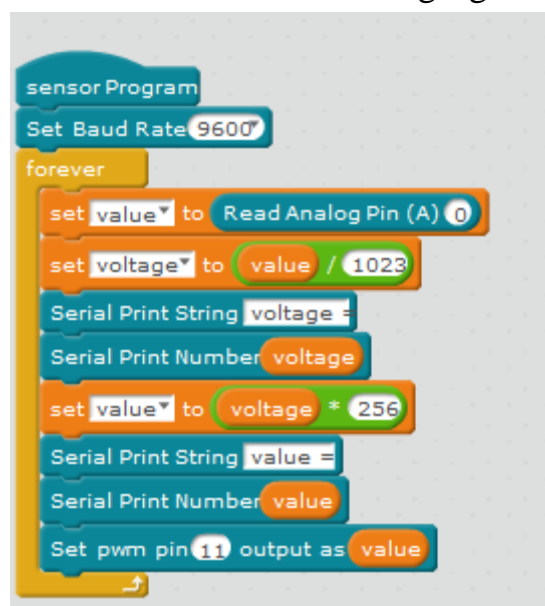 sensor Program
Set Baud Rate 9600
forever
set value to Read Analog Pin (A) 0
set voltage to value / 1023
Serial Print String voltage =
Serial Print Number voltage
set value to voltage * 256
Serial Print String value =
Serial Print Number value
Set pwm pin 11 output as value